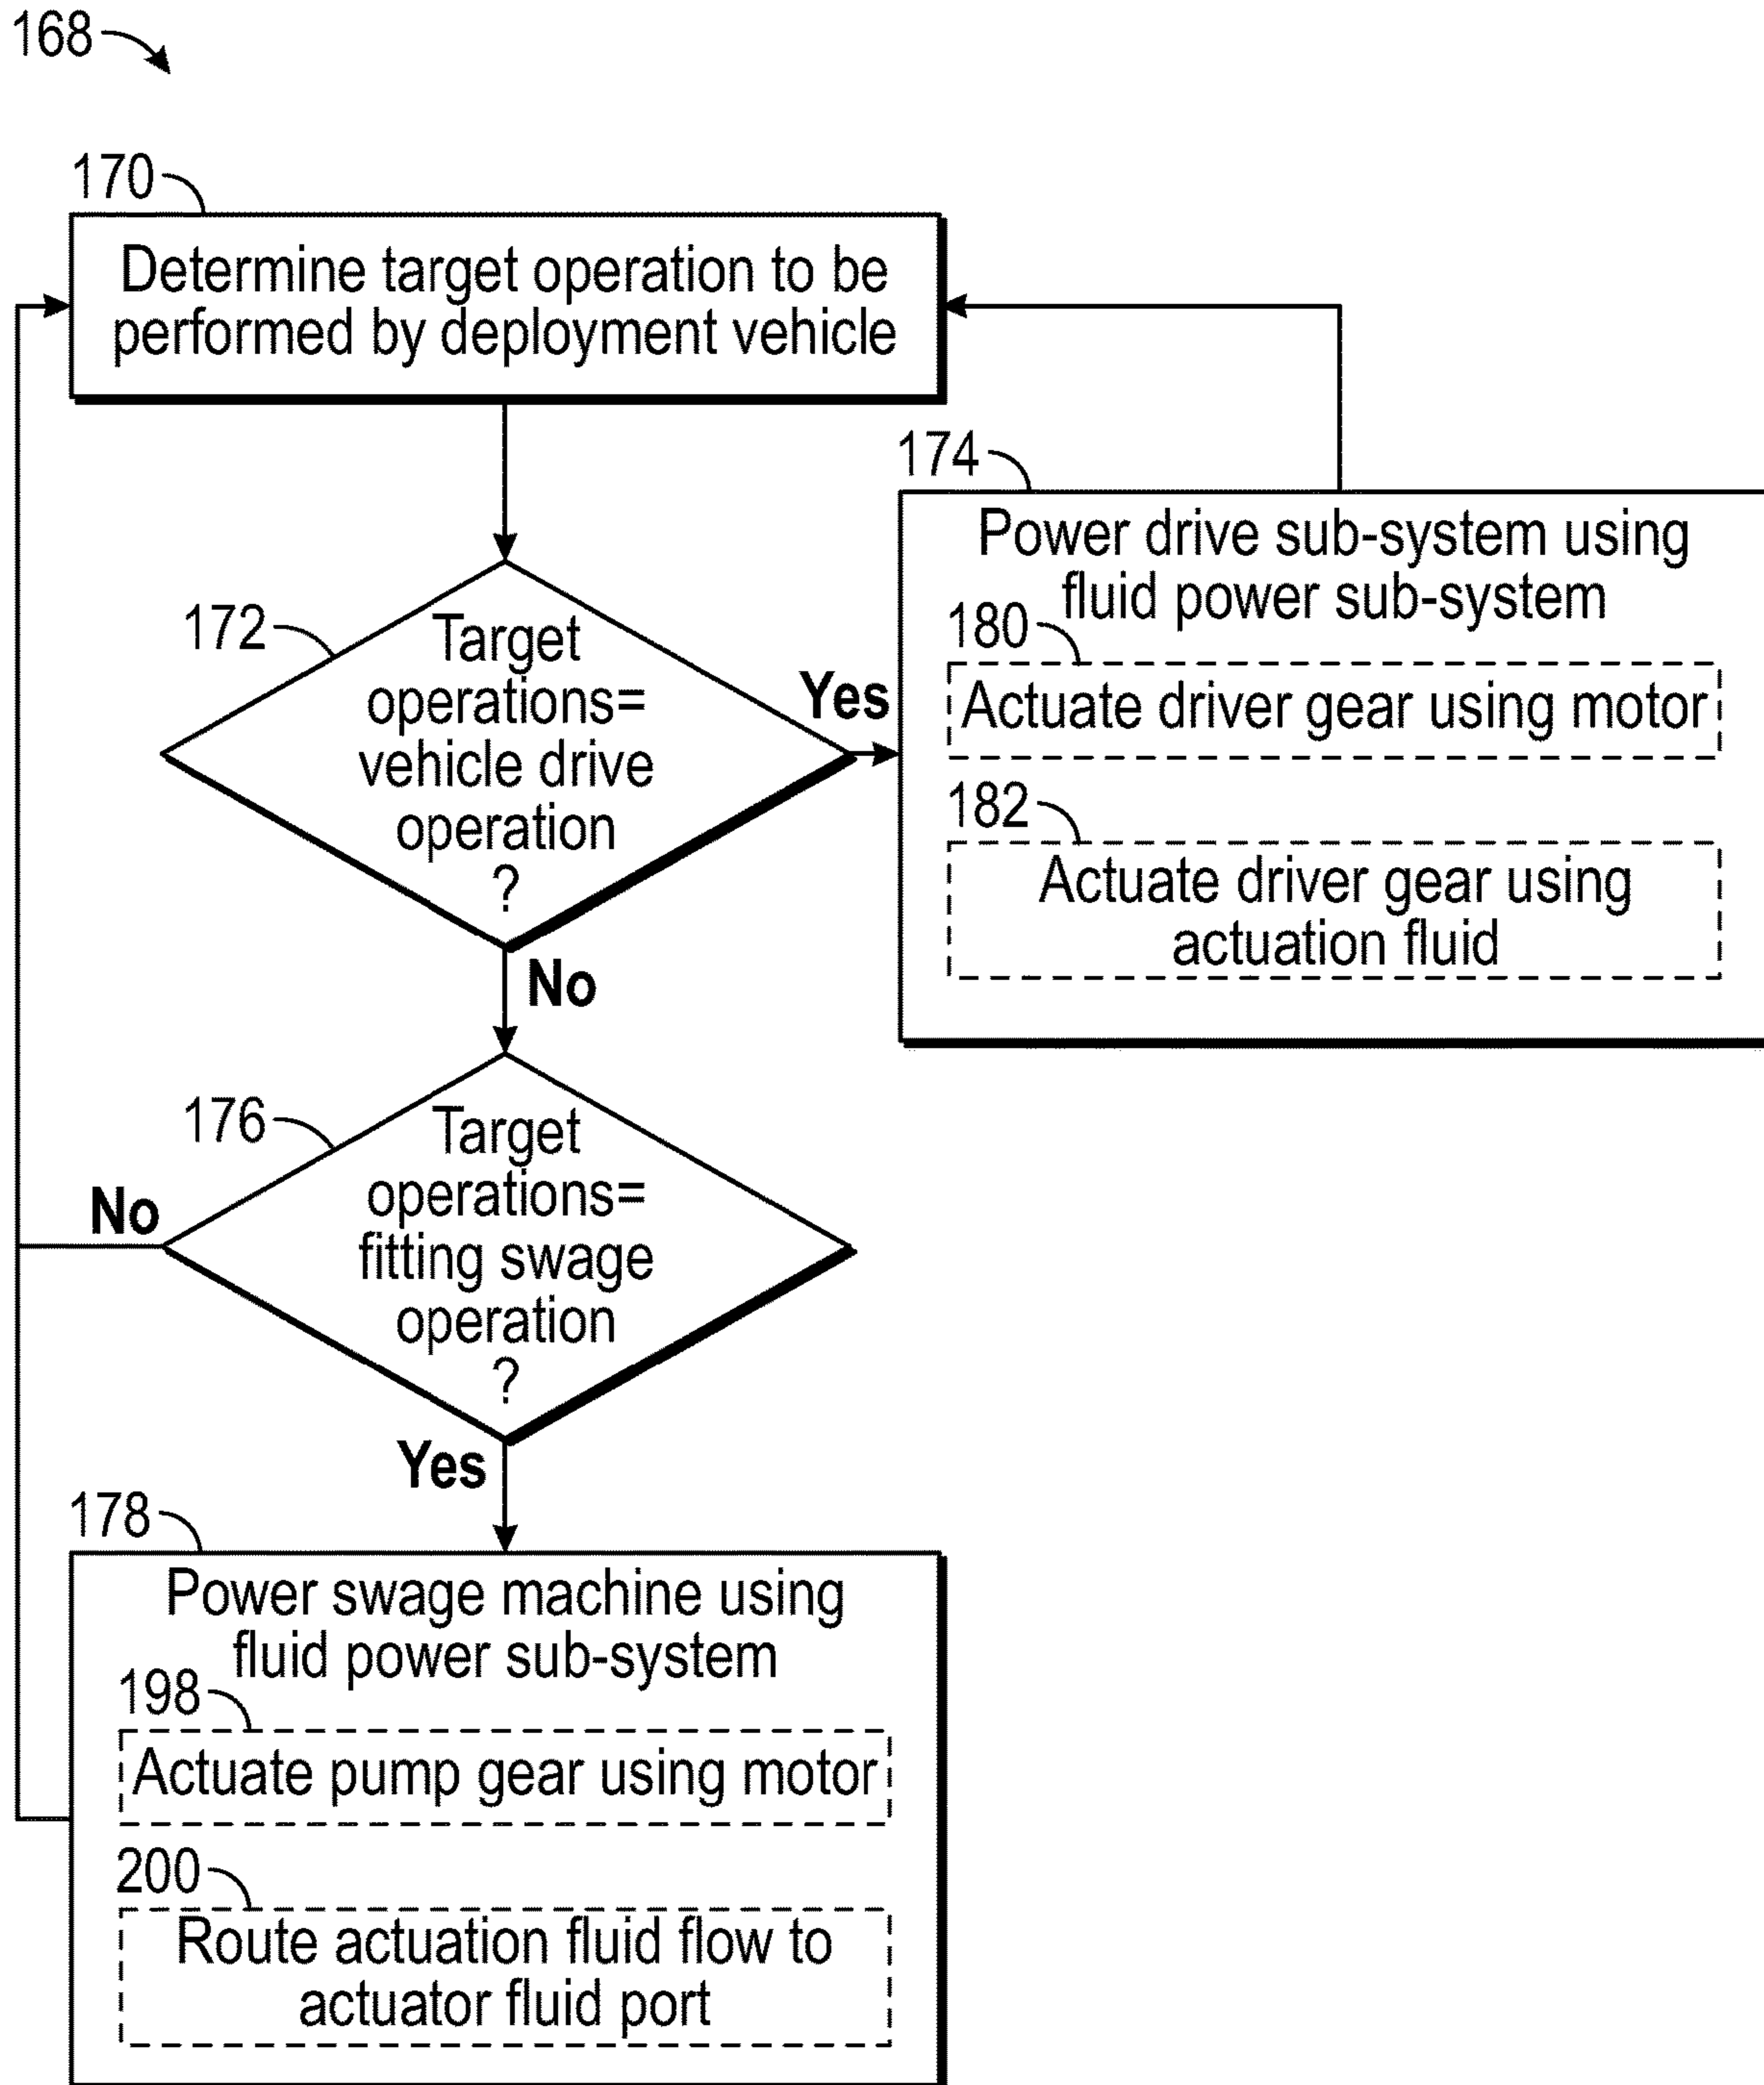 168
170
Determine target operation to be
performed by deployment vehicle
174
Power drive sub-system using
fluid power sub-system
180
Actuate driver gear using motor
182
Actuate driver gear using
actuation fluid
172
Target
operations=
vehicle drive
operation
?
Yes
No
176
Target
operations=
fitting swage
operation
?
No
Yes
178
Power swage machine using
fluid power sub-system
198
Actuate pump gear using motor
200
Route actuation fluid flow to
actuator fluid port